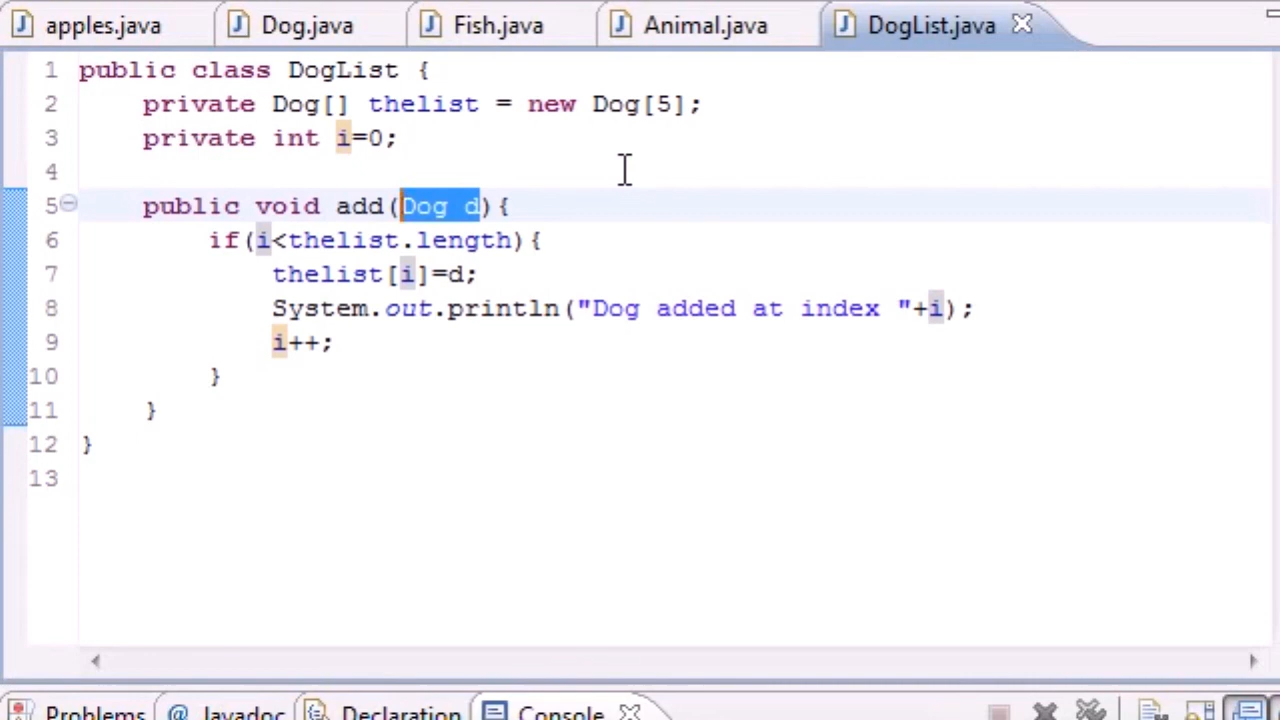 apples.java Dog.java Fish.java Animal.java DogList.java
1 public class DogList {
2 private Dog[] thelist = new Dog[5];
3 private int i=0;
4
5 public void add(Dog d){
6 if(i<thelist.length){
7 thelist[i]=d;
8 System.out.println("Dog added at index "+i);
9 i++;
10 }
11 }
12 }
13
Problems @ Javadoc Declaration Console